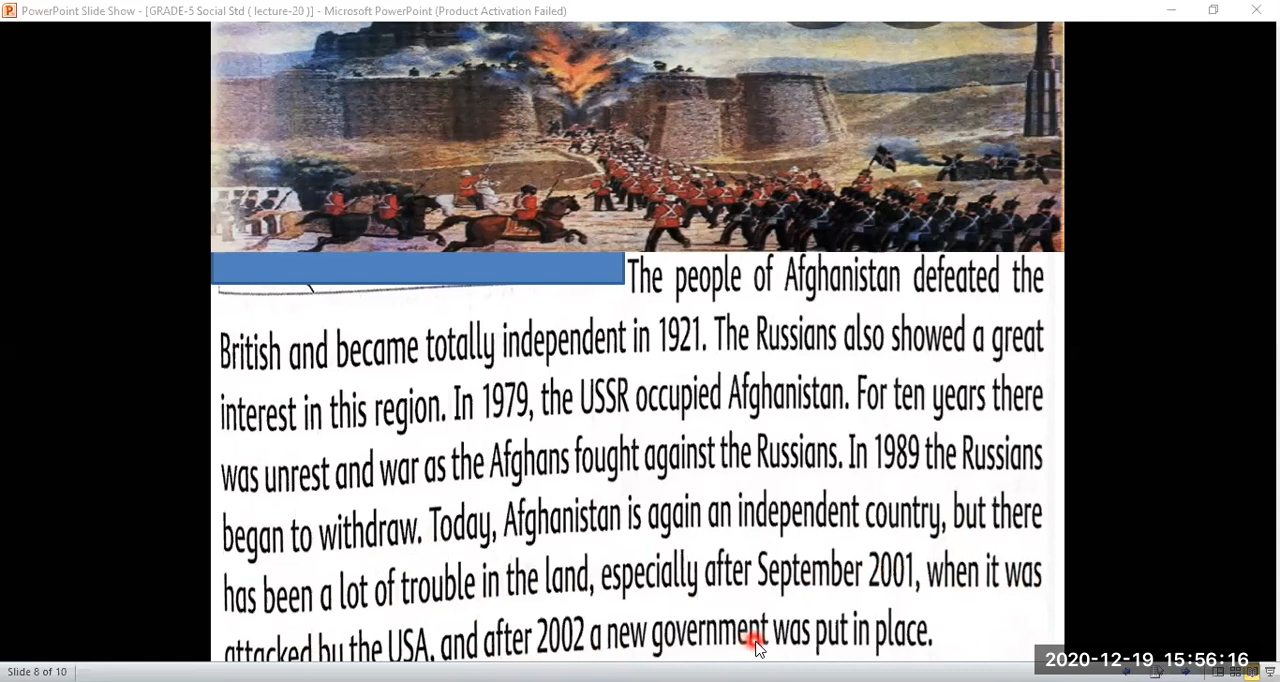 PowerPoint Slide Show - [GRADE-5 Social Std ( lecture-20 )] - Microsoft PowerPoint (Product Activation Failed)
The people of Afghanistan defeated the
British and became totally independent in 1921. The Russians also showed a great
interest in this region. In 1979, the USSR occupied Afghanistan. For ten years there
was unrest and war as the Afghans fought against the Russians. In 1989 the Russians
began to withdraw. Today, Afghanistan is again an independent country, but there
has been a lot of trouble in the land, especially after September 2001, when it was
attacked by the USA, and after 2002 a new government was put in place.
2020-12-19 15:56:16
Slide 8 of 10